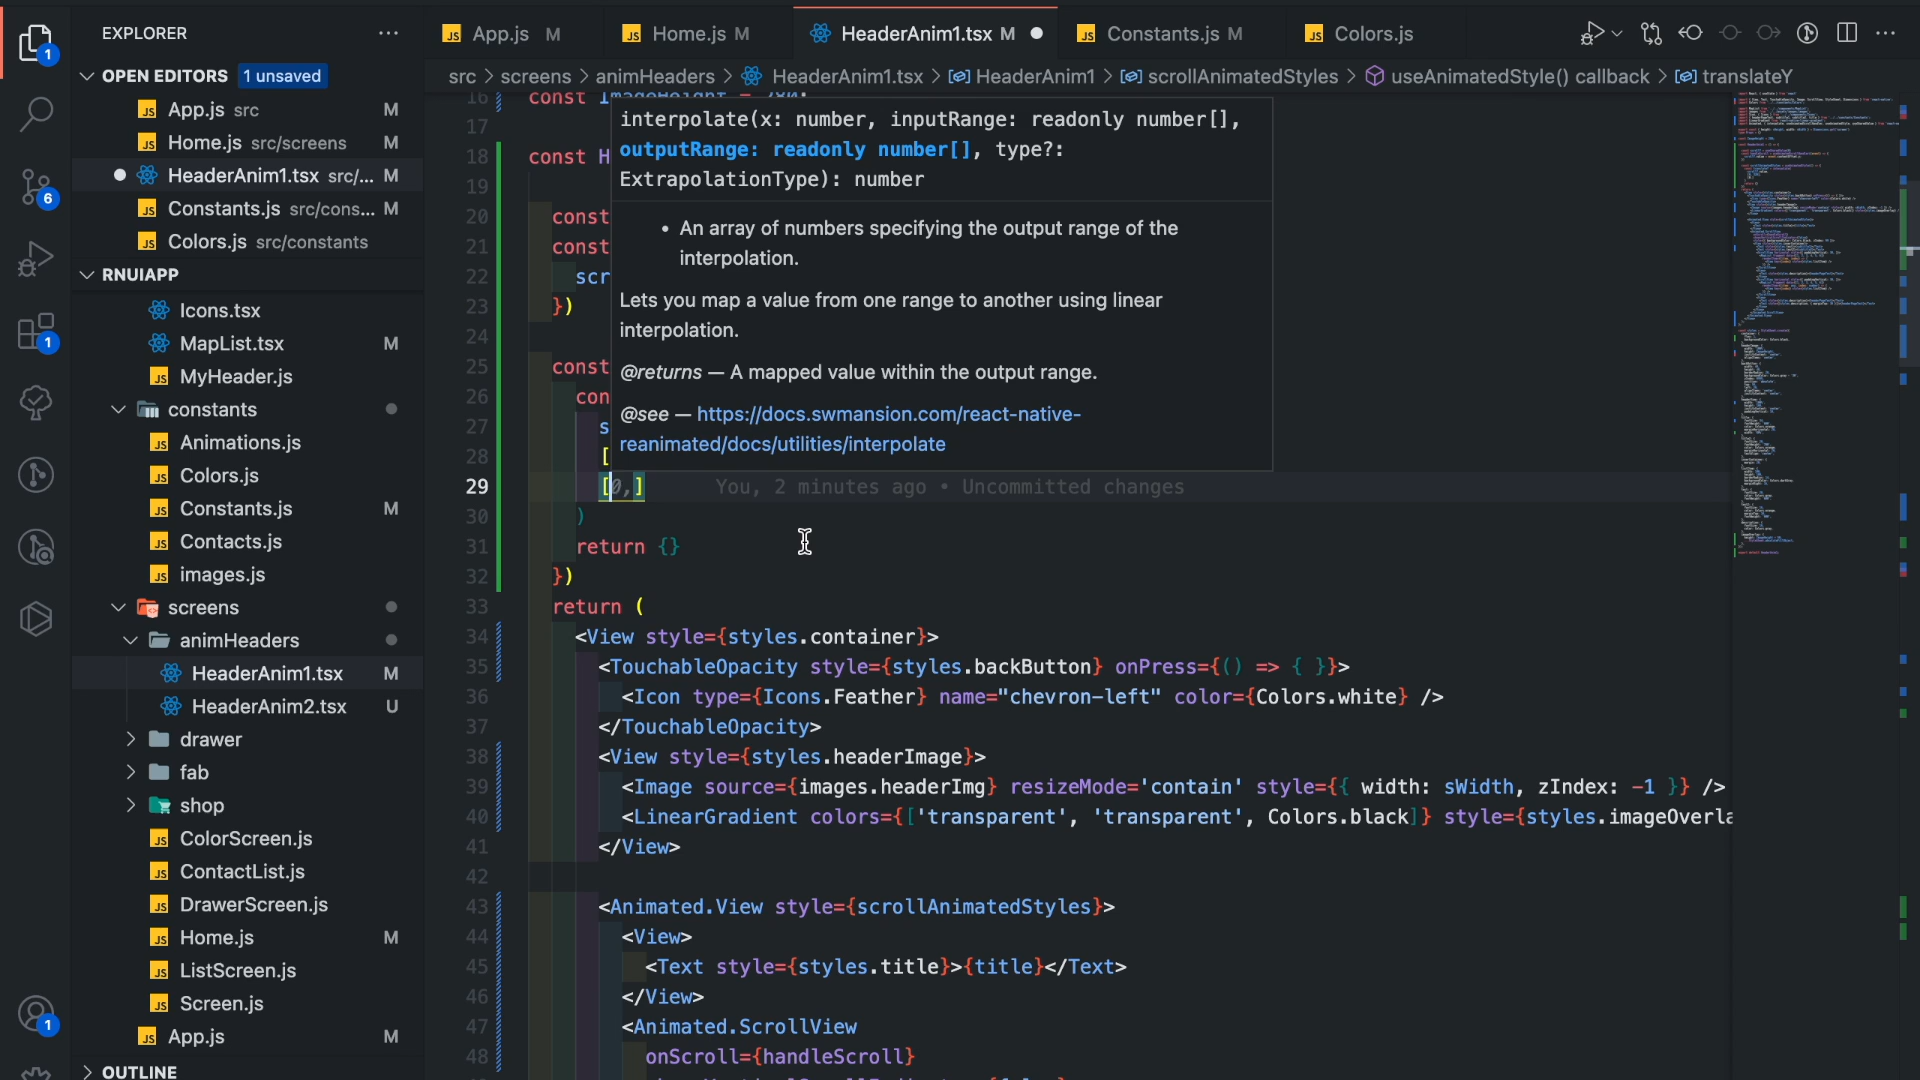 EXPLORER
OPEN EDITORS 1 unsaved
App.js src M
Home.js src/screens M
HeaderAnim1.tsx src/... M
Constants.js src/cons... M
Colors.js src/constants
RNUIAPP
Icons.tsx
MapList.tsx M
MyHeader.js
constants
Animations.js
Colors.js
Constants.js M
Contacts.js
images.js
screens
animHeaders
HeaderAnim1.tsx M
HeaderAnim2.tsx U
drawer
fab
shop
ColorScreen.js
ContactList.js
DrawerScreen.js
Home.js M
ListScreen.js
Screen.js
App.js M
OUTLINE
1
6
1
1
App.js M
Home.js M
HeaderAnim1.tsx M
Constants.js M
Colors.js
src > screens > animHeaders > HeaderAnim1.tsx > HeaderAnim1 > scrollAnimatedStyles > useAnimatedStyle() callback > translateY
16 const ImageHeight = 280;
interpolate(x: number, inputRange: readonly number[],
outputRange: readonly number[], type?:
ExtrapolationType): number
• An array of numbers specifying the output range of the
interpolation.
Lets you map a value from one range to another using linear
interpolation.
@returns — A mapped value within the output range.
@see — https://docs.swmansion.com/react-native-
reanimated/docs/utilities/interpolate
17
18 const H
19
20 const
21 const
22 scr
23 })
24
25 const
26 con
27 s
28 [
29 [0,] You, 2 minutes ago • Uncommitted changes
30 )
31 return {}
32 })
33 return (
34 <View style={styles.container}>
35 <TouchableOpacity style={styles.backButton} onPress={() => { }}>
36 <Icon type={Icons.Feather} name="chevron-left" color={Colors.white} />
37 </TouchableOpacity>
38 <View style={styles.headerImage}>
39 <Image source={images.headerImg} resizeMode='contain' style={{ width: sWidth, zIndex: -1 }} />
40 <LinearGradient colors={['transparent', 'transparent', Colors.black]} style={styles.imageOverla
41 </View>
42
43 <Animated.View style={scrollAnimatedStyles}>
44 <View>
45 <Text style={styles.title}>{title}</Text>
46 </View>
47 <Animated.ScrollView
48 onScroll={handleScroll}